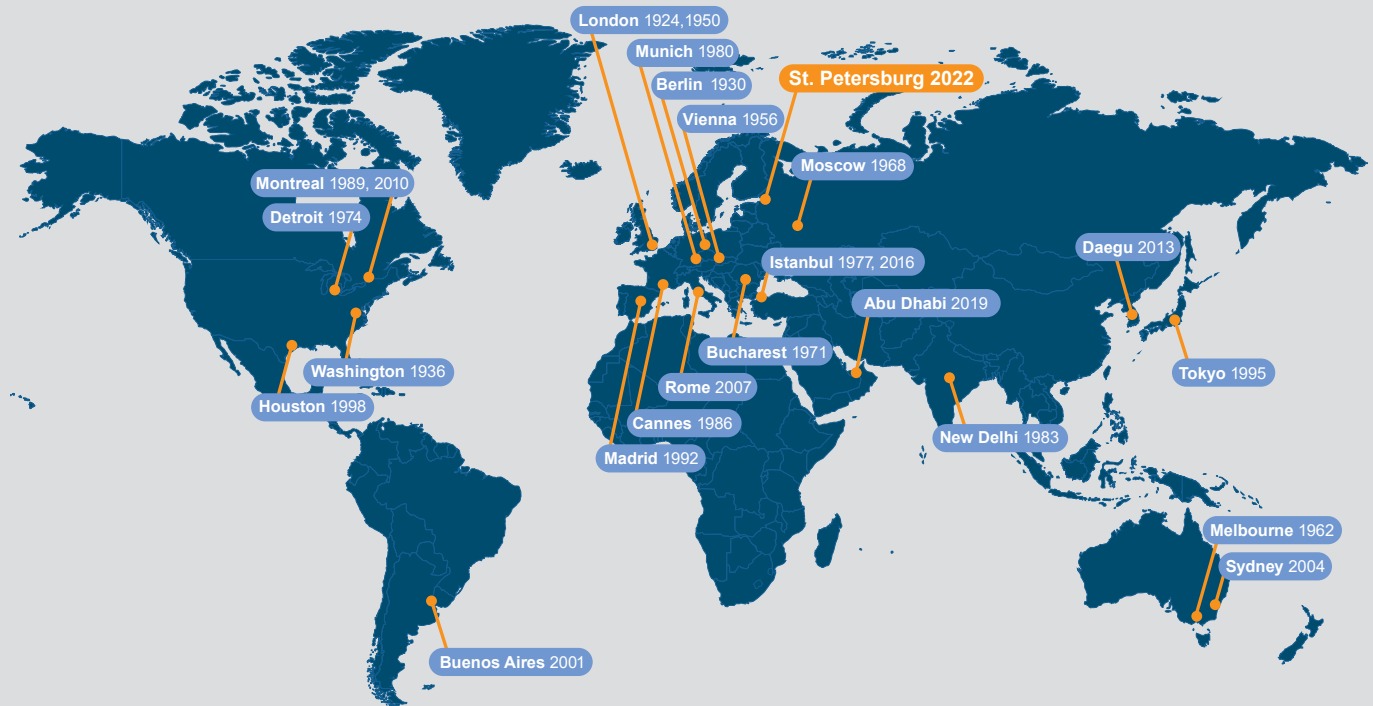 London 1924,1950
Munich 1980
St. Petersburg 2022
Berlin 1930
Vienna 1956
Moscow 1968
Montreal 1989, 2010
Detroit 1974
Daegu 2013
Istanbul 1977, 2016
Abu Dhabi 2019
Bucharest 1971
Washington 1936
Tokyo 1995
Rome 2007
Houston 1998
Cannes 1986
New Delhi 1983
Madrid 1992
Melbourne 1962
Sydney 2004
Buenos Aires 2001